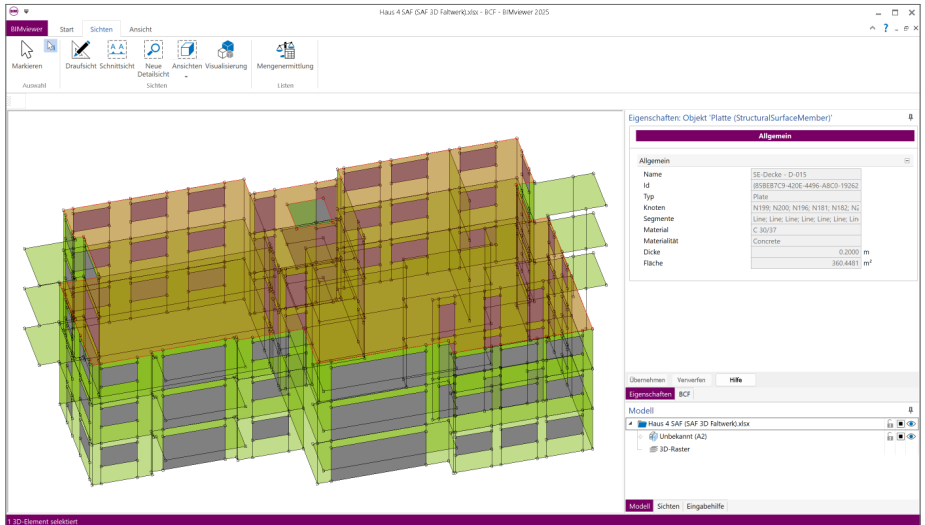 Haus 4 SAF (SAF 3D Faltwerk).xlsx - BCF - BIMviewer 2025
BIMviewer Start Sichten Ansicht
Markieren
Draufsicht Schnittsicht Neue Detailsicht Ansichten Visualisierung
Mengenermittlung
Auswahl Sichten Listen
Eigenschaften: Objekt 'Platte (StructuralSurfaceMember)'
Allgemein
Allgemein
Name SE-Decke - D-015
Id {858EB7C9-420E-4496-A8C0-19262
Typ Plate
Knoten N199; N200; N196; N181; N182; N2
Segmente Line; Line; Line; Line; Line; Line; Lin
Material C 30/37
Materialität Concrete
Dicke 0.2000 m
Fläche 360.4481 m²
Übernehmen Verwerfen Hilfe
Eigenschaften BCF
Modell
Haus 4 SAF (SAF 3D Faltwerk).xlsx
Unbekannt (A2)
3D-Raster
Modell Sichten Eingabehilfe
1 3D-Element selektiert